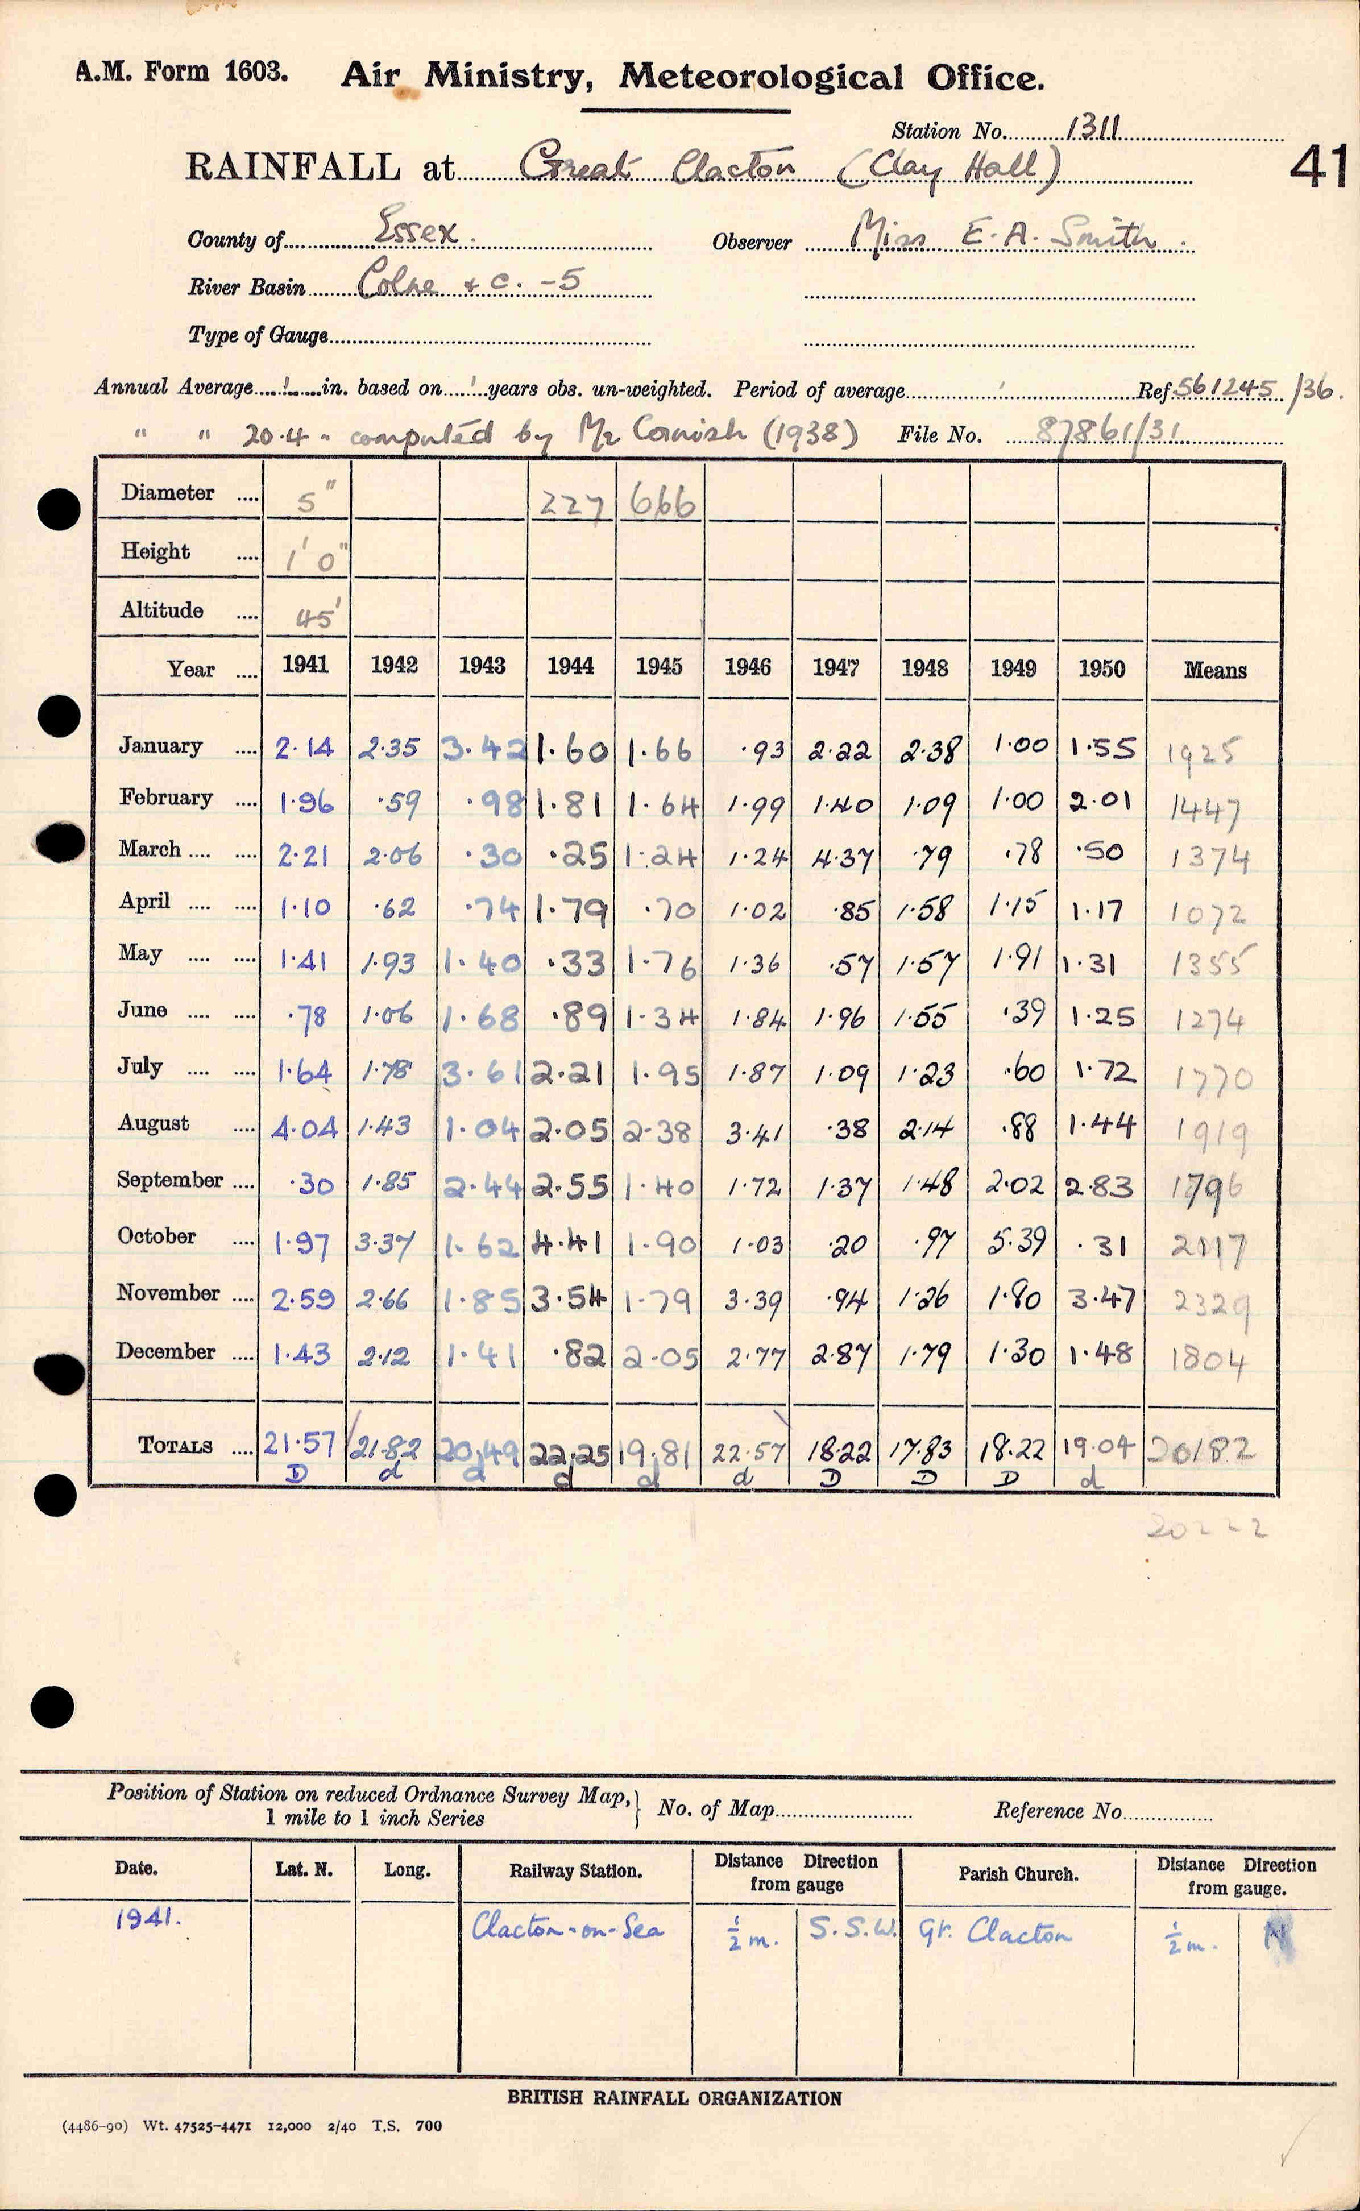 A.M. Form 1603. Air Ministry, Meteorological Office.
Station No. 1311
RAINFALL at Great Clacton (Clay Hall) 41
County of Essex. Observer Miss E. A. Smith.
River Basin Colne & C. -5
Type of Gauge
Annual Average in. based on years obs. un-weighted. Period of average Ref. 561245/36.
" " 20.4 " computed by Mr Cornish (1938) File No. 87861/31
Diameter .... 5" 227 666
Height .... 1'0"
Altitude .... 45'
Year .... 1941 1942 1943 1944 1945 1946 1947 1948 1949 1950 Means
January .... 2.14 2.35 3.42 1.60 1.66 .93 2.22 2.38 1.00 1.55 1925
February .... 1.96 .59 .98 1.81 1.64 1.99 1.40 1.09 1.00 2.01 1447
March .... .... 2.21 2.06 .30 .25 1.24 1.24 4.37 .79 .78 .50 1374
April .... .... 1.10 .62 .74 1.79 .70 1.02 .85 1.58 1.15 1.17 1072
May .... .... 1.41 1.93 1.40 .33 1.76 1.36 .57 1.57 1.91 1.31 1355
June .... .... .78 1.06 1.68 .89 1.34 1.84 1.96 1.55 .39 1.25 1274
July .... .... 1.64 1.78 3.61 2.21 1.95 1.87 1.09 1.23 .60 1.72 1770
August .... 4.04 1.43 1.04 2.05 2.38 3.41 .38 2.14 .88 1.44 1919
September .... .30 1.85 2.44 2.55 1.40 1.72 1.37 1.48 2.02 2.83 1796
October .... 1.97 3.37 1.62 4.41 1.90 1.03 .20 .97 5.39 .31 2117
November .... 2.59 2.66 1.85 3.54 1.79 3.39 .94 1.26 1.80 3.47 2329
December .... 1.43 2.12 1.41 .82 2.05 2.77 2.87 1.79 1.30 1.48 1804
TOTALS .... 21.57 21.82 20.49 22.25 19.81 22.57 18.22 17.83 18.22 19.04 20182
D d d d d d D D D d
Position of Station on reduced Ordnance Survey Map,} No. of Map Reference No.
1 mile to 1 inch Series
Date. Lat. N. Long. Railway Station. Distance Direction Parish Church. Distance Direction
from gauge from gauge.
1941. Clacton-on-Sea ½ m. S.S.W. Gt. Clacton ½ m. N
BRITISH RAINFALL ORGANIZATION
(4486-90) Wt. 47525-4471 12,000 2/40 T.S. 700